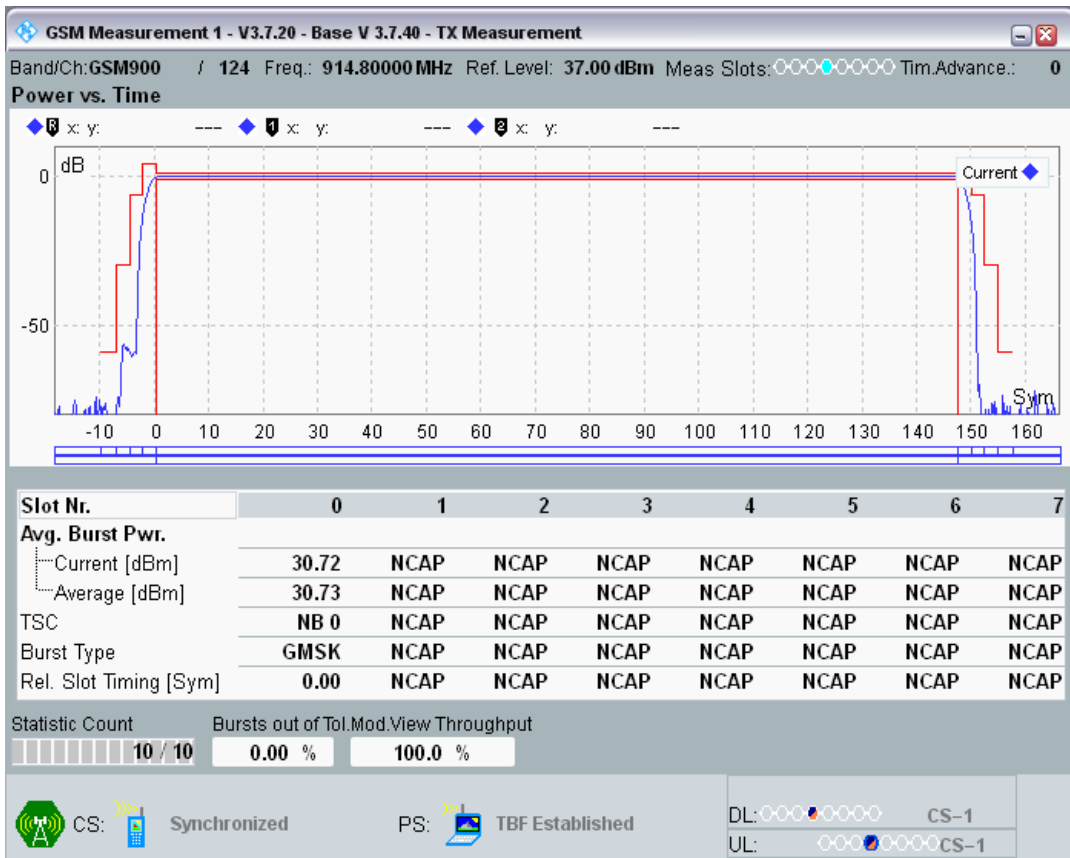 GSM Measurement 1 - V3.7.20 - Base V 3.7.40 - TX Measurement
Band/Ch:GSM900 / 124 Freq.: 914.80000 MHz Ref. Level: 37.00 dBm Meas Slots: Tim.Advance.: 0
Power vs. Time
R x: y: --- 1 x: y: --- 2 x: y: ---
dB
Current
0
-50
Sym
-10 0 10 20 30 40 50 60 70 80 90 100 110 120 130 140 150 160
Slot Nr. 0 1 2 3 4 5 6 7
Avg. Burst Pwr.
Current [dBm] 30.72 NCAP NCAP NCAP NCAP NCAP NCAP NCAP
Average [dBm] 30.73 NCAP NCAP NCAP NCAP NCAP NCAP NCAP
TSC NB 0 NCAP NCAP NCAP NCAP NCAP NCAP NCAP
Burst Type GMSK NCAP NCAP NCAP NCAP NCAP NCAP NCAP
Rel. Slot Timing [Sym] 0.00 NCAP NCAP NCAP NCAP NCAP NCAP NCAP
Statistic Count Bursts out of Tol.Mod.View Throughput
10 / 10 0.00 % 100.0 %
CS: Synchronized PS: TBF Established
DL: CS-1
UL: CS-1